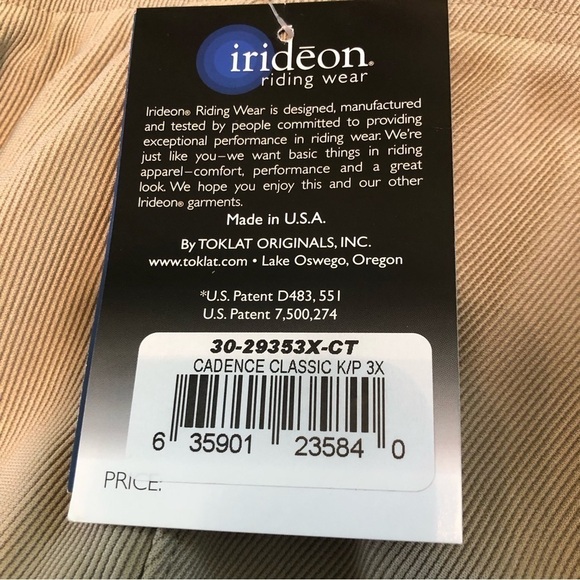 iridēon®
riding wear
Irideon® Riding Wear is designed, manufactured
and tested by people committed to providing
exceptional performance in riding wear. We're
just like you–we want basic things in riding
apparel–comfort, performance and a great
look. We hope you enjoy this and our other
Irideon® garments.
Made in U.S.A.
By TOKLAT ORIGINALS, INC.
www.toklat.com • Lake Oswego, Oregon
*U.S. Patent D483, 551
U.S. Patent 7,500,274
30-29353X-CT
CADENCE CLASSIC K/P 3X
6 35901 23584 0
PRICE: